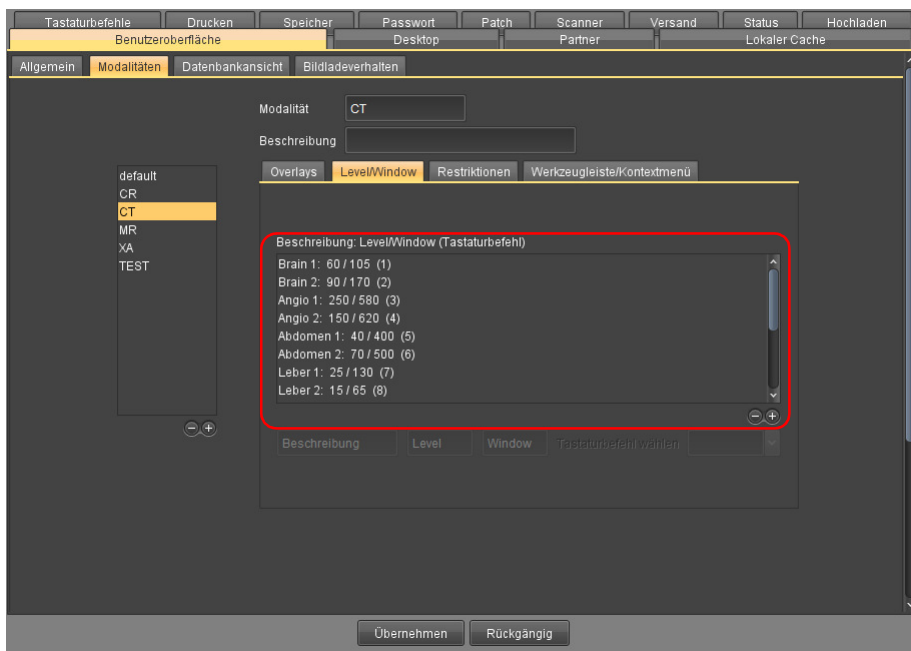 Tastaturbefehle Drucken Speicher Passwort Patch Scanner Versand Status Hochladen
Benutzeroberfläche Desktop Partner Lokaler Cache
Allgemein Modalitäten Datenbankansicht Bildladeverhalten
Modalität CT
Beschreibung
default
CR
CT
MR
XA
TEST
Overlays Level/Window Restriktionen Werkzeugleiste/Kontextmenü
Beschreibung: Level/Window (Tastaturbefehl)
Brain 1: 60 / 105 (1)
Brain 2: 90 / 170 (2)
Angio 1: 250 / 580 (3)
Angio 2: 150 / 620 (4)
Abdomen 1: 40 / 400 (5)
Abdomen 2: 70 / 500 (6)
Leber 1: 25 / 130 (7)
Leber 2: 15 / 65 (8)
Beschreibung Level Window Tastaturbefehl wählen
Übernehmen Rückgängig